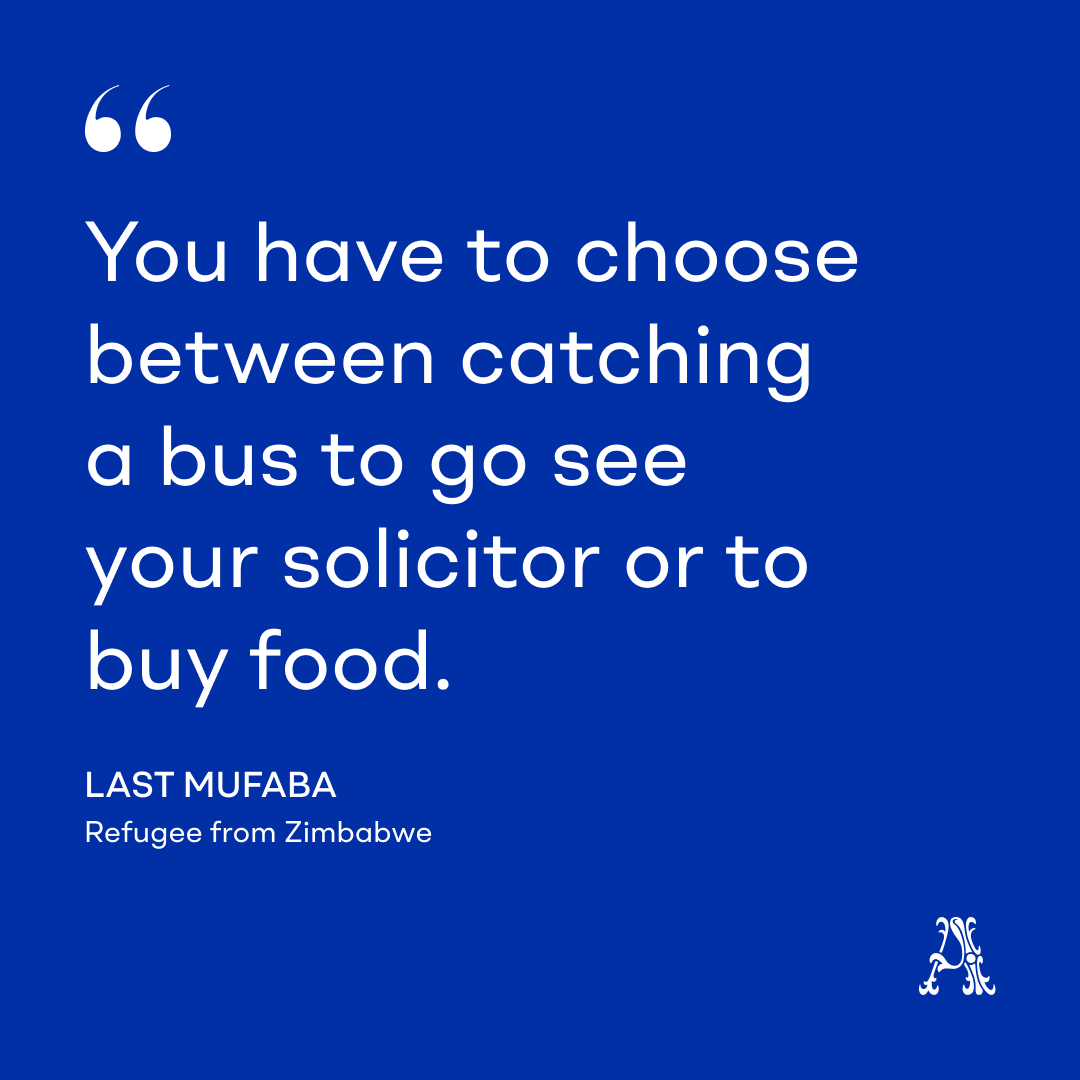 “
You have to choose
between catching
a bus to go see
your solicitor or to
buy food.
LAST MUFABA
Refugee from Zimbabwe
A